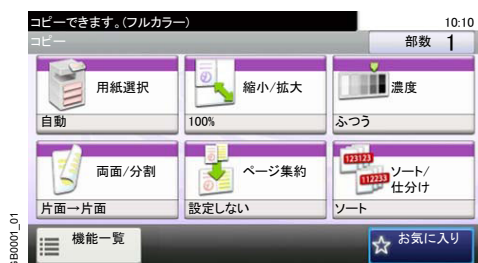 コピーできます。(フルカラー)
10:10
コピー
部数 1
用紙選択
自動
縮小/拡大
100%
濃度
ふつう
両面/分割
片面→片面
ページ集約
設定しない
123123
112233
ソート/
仕分け
ソート
機能一覧
お気に入り